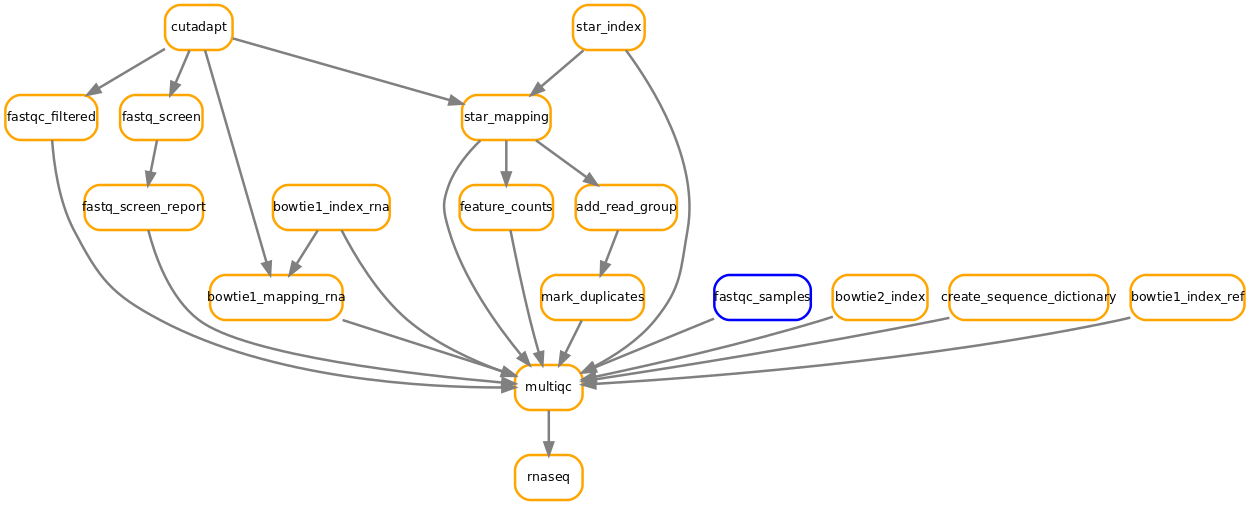 cutadapt
star_index
fastqc_filtered
fastq_screen
star_mapping
fastq_screen_report
bowtie1_index_rna
feature_counts
add_read_group
bowtie1_mapping_rna
mark_duplicates
fastqc_samples
bowtie2_index
create_sequence_dictionary
bowtie1_index_ref
multiqc
rnaseq